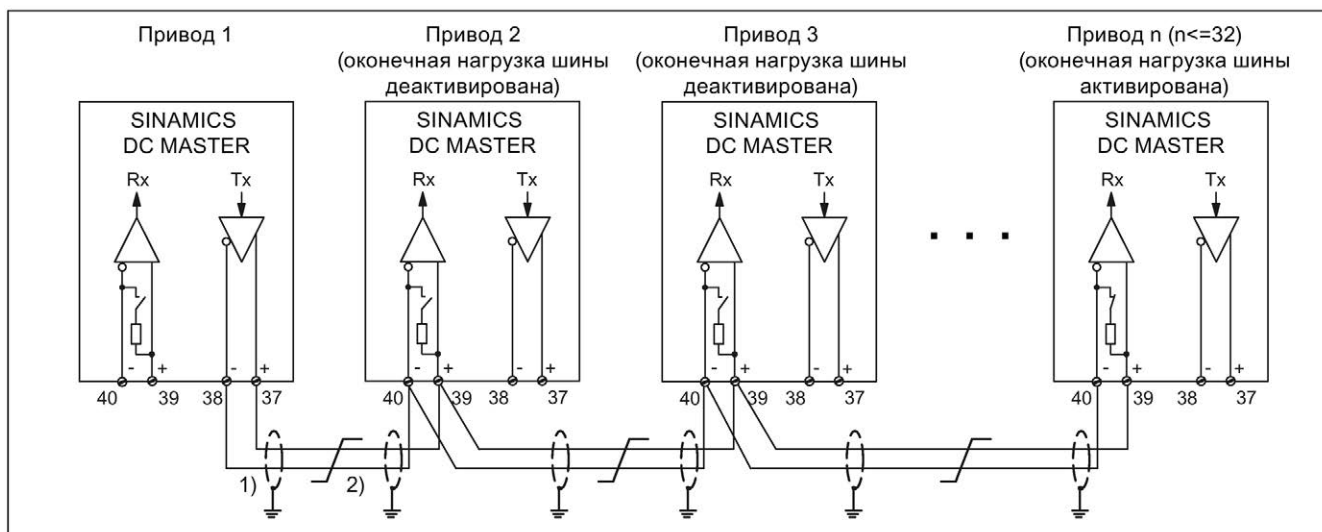 Привод 1
Привод 2
(оконечная нагрузка шины
деактивирована)
Привод 3
(оконечная нагрузка шины
деактивирована)
Привод n (n<=32)
(оконечная нагрузка шины
активирована)
SINAMICS
DC MASTER
SINAMICS
DC MASTER
SINAMICS
DC MASTER
SINAMICS
DC MASTER
Rx Tx
Rx Tx
Rx Tx
Rx Tx
- + - +
- + - +
- + - +
- + - +
40 39 38 37
40 39 38 37
40 39 38 37
40 39 38 37
1) 2)